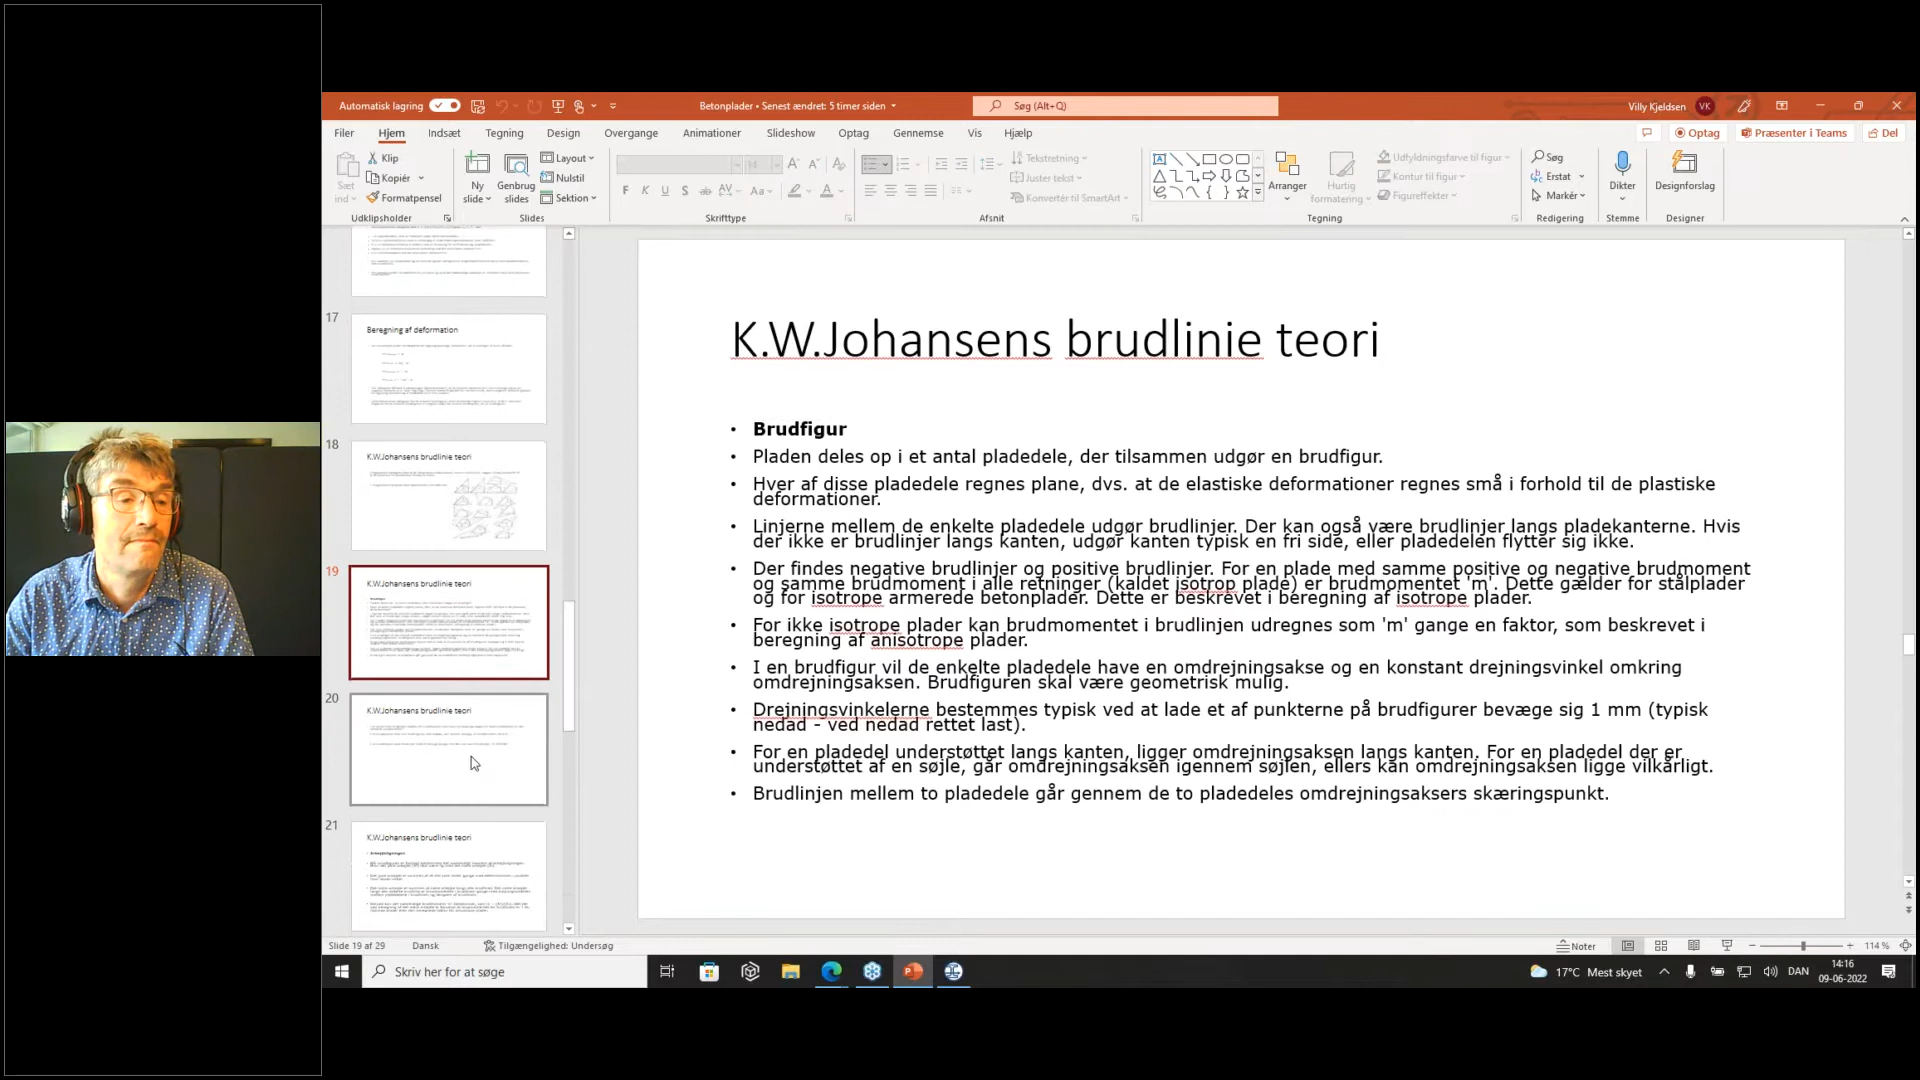 Automatisk lagring
Betonplader • Senest ændret: 5 timer siden
Søg (Alt+Q)
Villy Kjeldsen
VK
Filer Hjem Indsæt Tegning Design Overgange Animationer Slideshow Optag Gennemse Vis Hjælp
Optag
Præsenter i Teams
Del
Sæt ind
Klip
Kopiér
Formatpensel
Udklipsholder
Ny slide
Genbrug slides
Layout
Nulstil
Sektion
Slides
F K U S ab AV Aa A
Skrifttype
Tekstretning
Juster tekst
Konvertér til SmartArt
Afsnit
Arranger
Hurtig formatering
Udfyldningsfarve til figur
Kontur til figur
Figureffekter
Tegning
Søg
Erstat
Markér
Redigering
Dikter
Stemme
Designforslag
Designer
17
Beregning af deformation
18
K.W.Johansens brudlinie teori
19
K.W.Johansens brudlinie teori
20
K.W.Johansens brudlinie teori
21
K.W.Johansens brudlinie teori
K.W.Johansens brudlinie teori
• Brudfigur
• Pladen deles op i et antal pladedele, der tilsammen udgør en brudfigur.
• Hver af disse pladedele regnes plane, dvs. at de elastiske deformationer regnes små i forhold til de plastiske
deformationer.
• Linjerne mellem de enkelte pladedele udgør brudlinjer. Der kan også være brudlinjer langs pladekanterne. Hvis
der ikke er brudlinjer langs kanten, udgør kanten typisk en fri side, eller pladedelen flytter sig ikke.
• Der findes negative brudlinjer og positive brudlinjer. For en plade med samme positive og negative brudmoment
og samme brudmoment i alle retninger (kaldet isotrop plade) er brudmomentet 'm'. Dette gælder for stålplader
og for isotrope armerede betonplader. Dette er beskrevet i beregning af isotrope plader.
• For ikke isotrope plader kan brudmomentet i brudlinjen udregnes som 'm' gange en faktor, som beskrevet i
beregning af anisotrope plader.
• I en brudfigur vil de enkelte pladedele have en omdrejningsakse og en konstant drejningsvinkel omkring
omdrejningsaksen. Brudfiguren skal være geometrisk mulig.
• Drejningsvinkelerne bestemmes typisk ved at lade et af punkterne på brudfigurer bevæge sig 1 mm (typisk
nedad - ved nedad rettet last).
• For en pladedel understøttet langs kanten, ligger omdrejningsaksen langs kanten. For en pladedel der er
understøttet af en søjle, går omdrejningsaksen igennem søjlen, ellers kan omdrejningsaksen ligge vilkårligt.
• Brudlinjen mellem to pladedele går gennem de to pladedeles omdrejningsaksers skæringspunkt.
Slide 19 af 29
Dansk
Tilgængelighed: Undersøg
Noter
114 %
Skriv her for at søge
17°C Mest skyet
DAN
14:16
09-06-2022